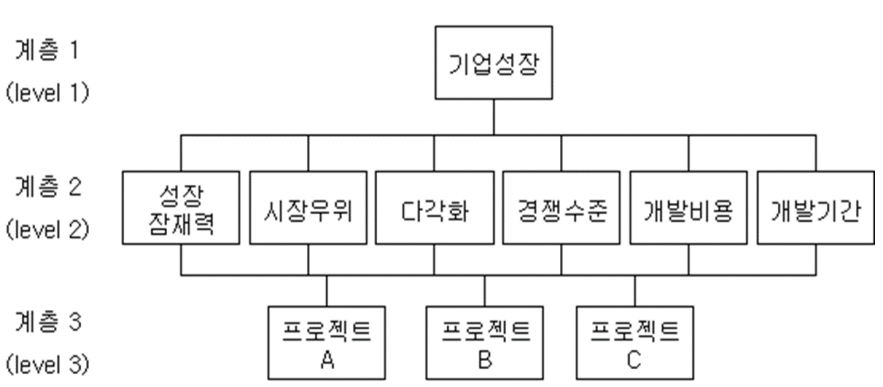 계층 1
(level 1)
기업성장
계층 2
(level 2)
성장
잠재력
시장우위
다각화
경쟁수준
개발비용
개발기간
계층 3
(level 3)
프로젝트
A
프로젝트
B
프로젝트
C